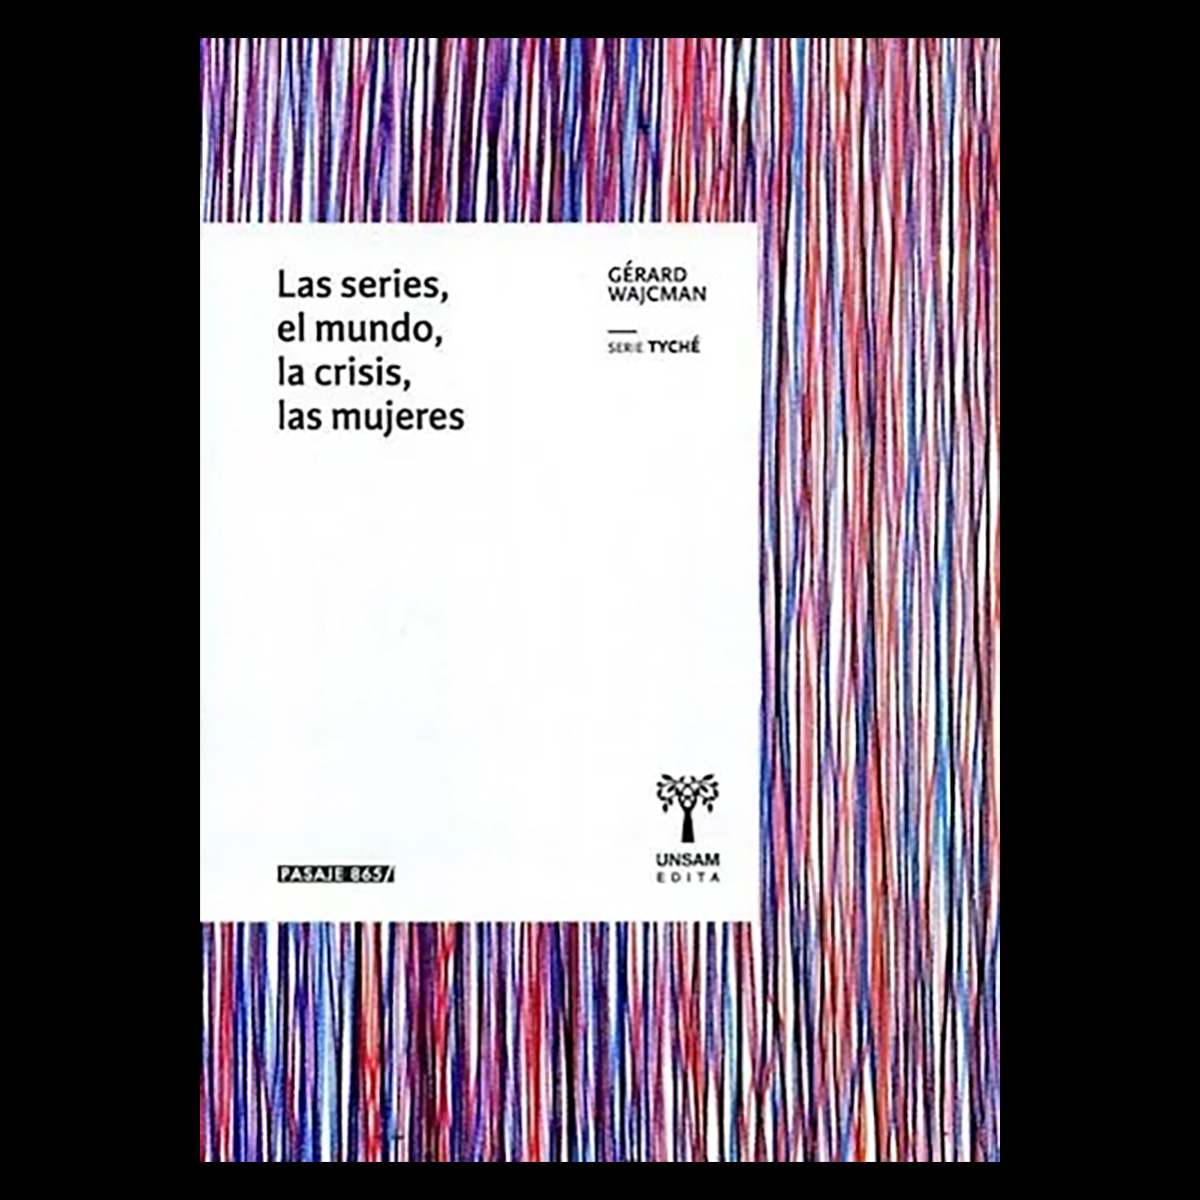 Las series,
el mundo,
la crisis,
las mujeres
GÉRARD
WAJCMAN
SERIE TYCHÉ
PASAJE 865/
UNSAM
EDITA